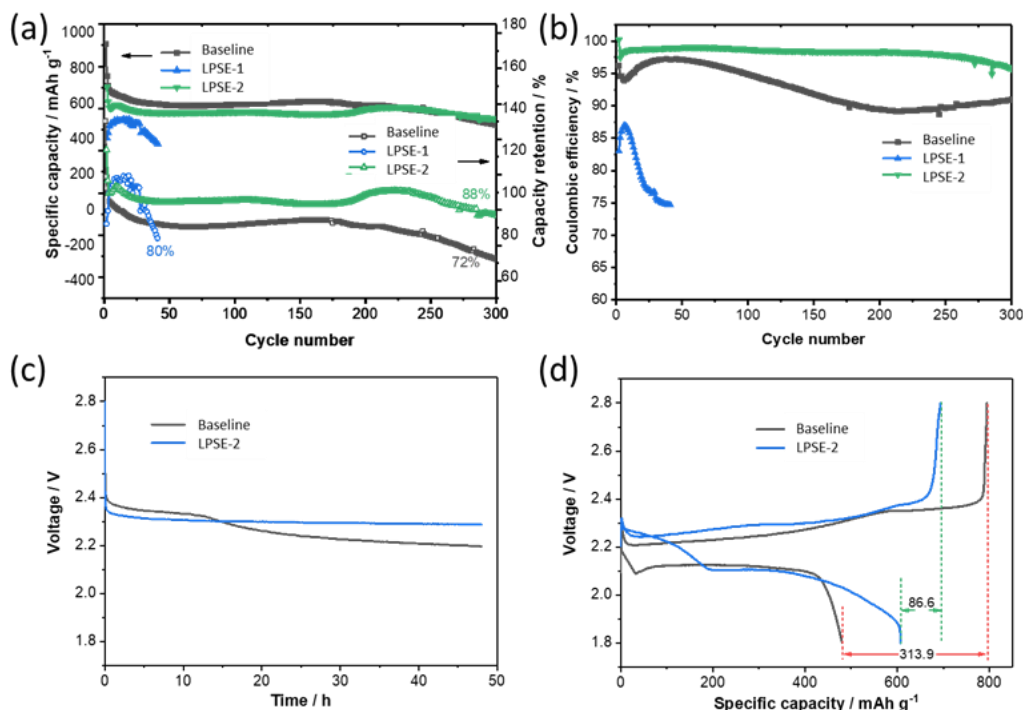 (a)
1000
800
600
400
200
0
-200
-400
Specific capacity / mAh g-1
180
160
140
120
100
80
60
Capacity retention / %
Baseline
LPSE-1
LPSE-2
Baseline
LPSE-1
LPSE-2
88%
80%
72%
0 25 50 75 100 125 150 175 200 225 250 275 300
Cycle number
(b)
100
95
90
85
80
75
70
65
60
Coulombic efficiency / %
Baseline
LPSE-1
LPSE-2
0 50 100 150 200 250 300
Cycle number
(c)
2.8
2.6
2.4
2.2
2.0
1.8
Voltage / V
Baseline
LPSE-2
0 10 20 30 40 50
Time / h
(d)
2.8
2.6
2.4
2.2
2.0
1.8
Voltage / V
Baseline
LPSE-2
86.6
313.9
0 200 400 600 800
Specific capacity / mAh g-1